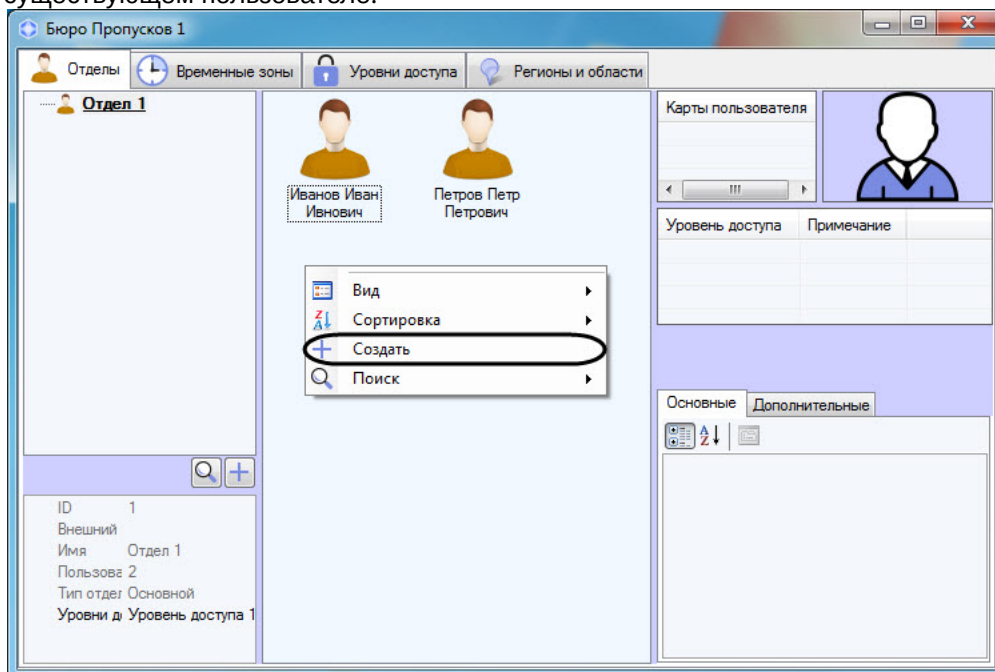 существующем пользователе.
Бюро Пропусков 1
Отделы Временные зоны Уровни доступа Регионы и области
Отдел 1
Иванов Иван
Ивнович
Петров Петр
Петрович
Карты пользователя
Уровень доступа Примечание
Вид
Сортировка
Создать
Поиск
Основные Дополнительные
ID 1
Внешний
Имя Отдел 1
Пользова 2
Тип отдел Основной
Уровни д Уровень доступа 1